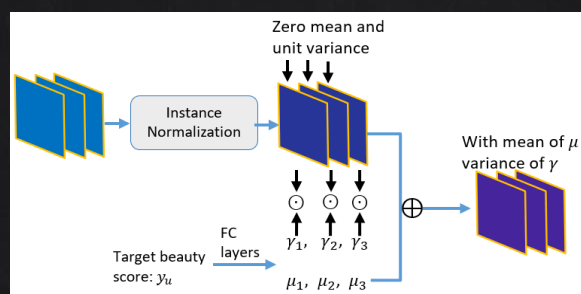 Zero mean and
unit variance
Instance
Normalization
With mean of μ
variance of γ
⊙ ⊙ ⊙
⊕
FC
layers
γ₁, γ₂, γ₃
Target beauty
score: yᵤ
μ₁, μ₂, μ₃